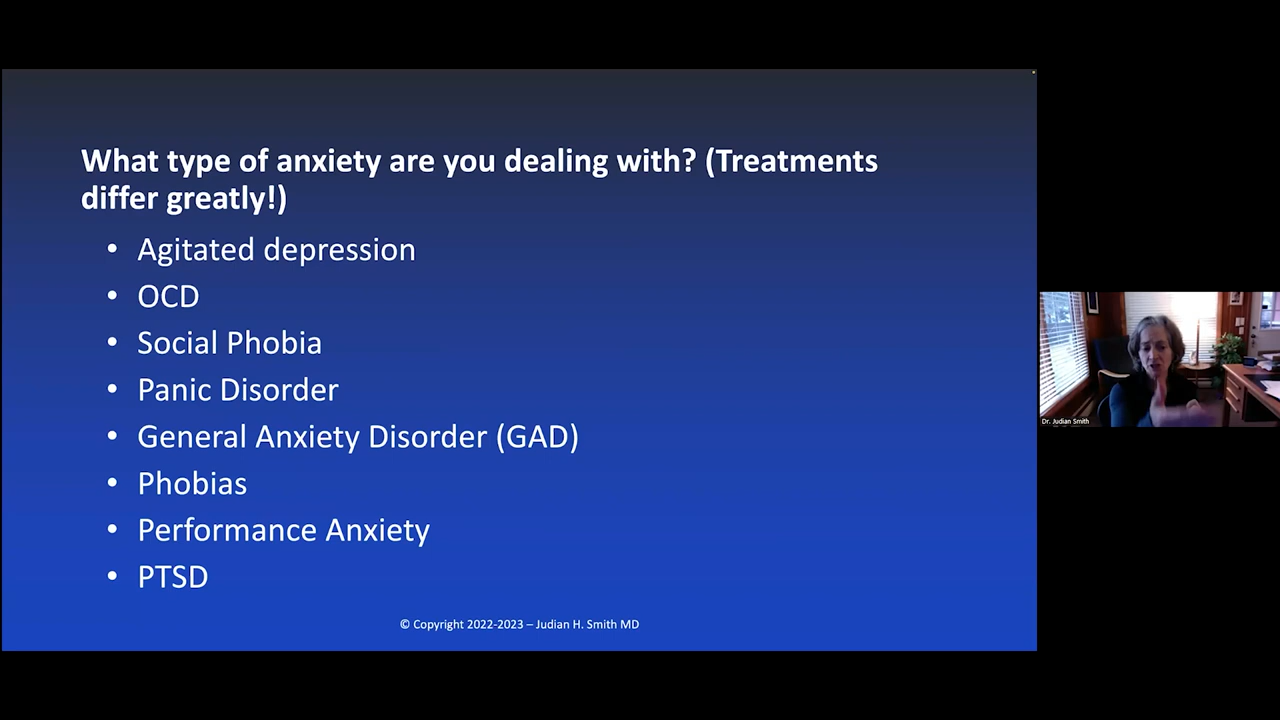 What type of anxiety are you dealing with? (Treatments
differ greatly!)
• Agitated depression
• OCD
• Social Phobia
• Panic Disorder
• General Anxiety Disorder (GAD)
• Phobias
• Performance Anxiety
• PTSD
© Copyright 2022-2023 – Judian H. Smith MD
Dr. Judian Smith